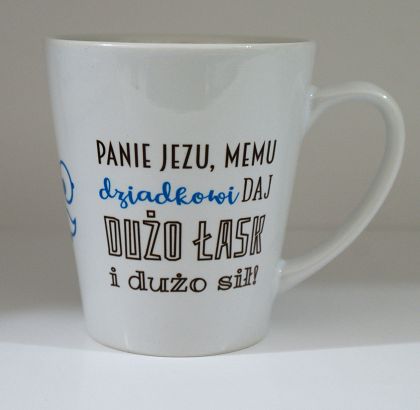 PANIE JEZU, MEMU
dziadkowi DAJ
DUŻO ŁASK
i dużo sił!